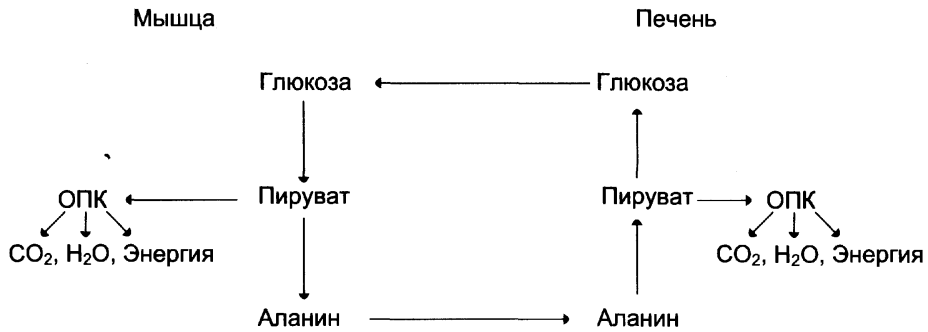 Мышца Печень
Глюкоза Глюкоза
ОПК Пируват Пируват ОПК
CO₂, H₂O, Энергия CO₂, H₂O, Энергия
Аланин Аланин